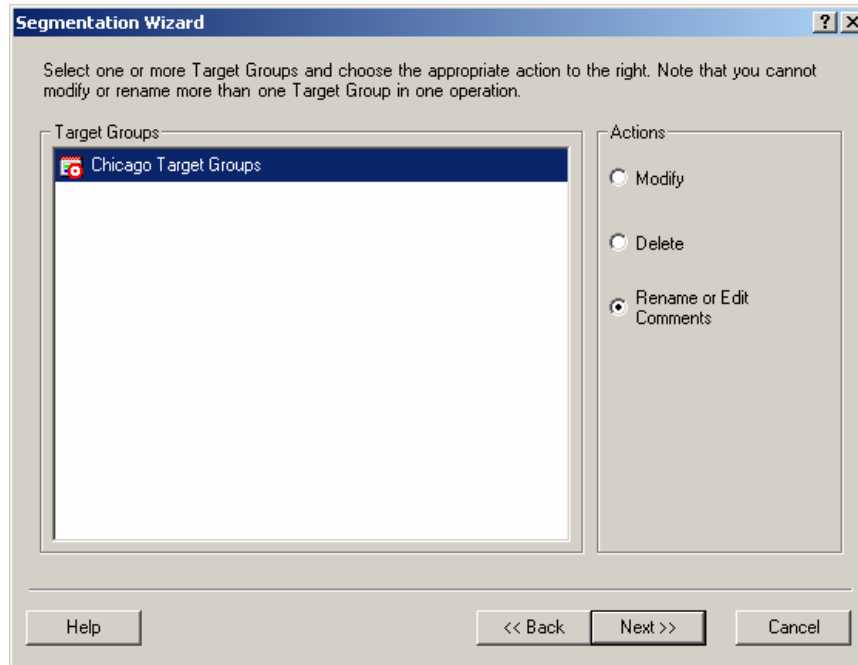 Segmentation Wizard
Select one or more Target Groups and choose the appropriate action to the right. Note that you cannot
modify or rename more than one Target Group in one operation.
Target Groups
Chicago Target Groups
Actions
Modify
Delete
Rename or Edit
Comments
Help
<< Back
Next >>
Cancel